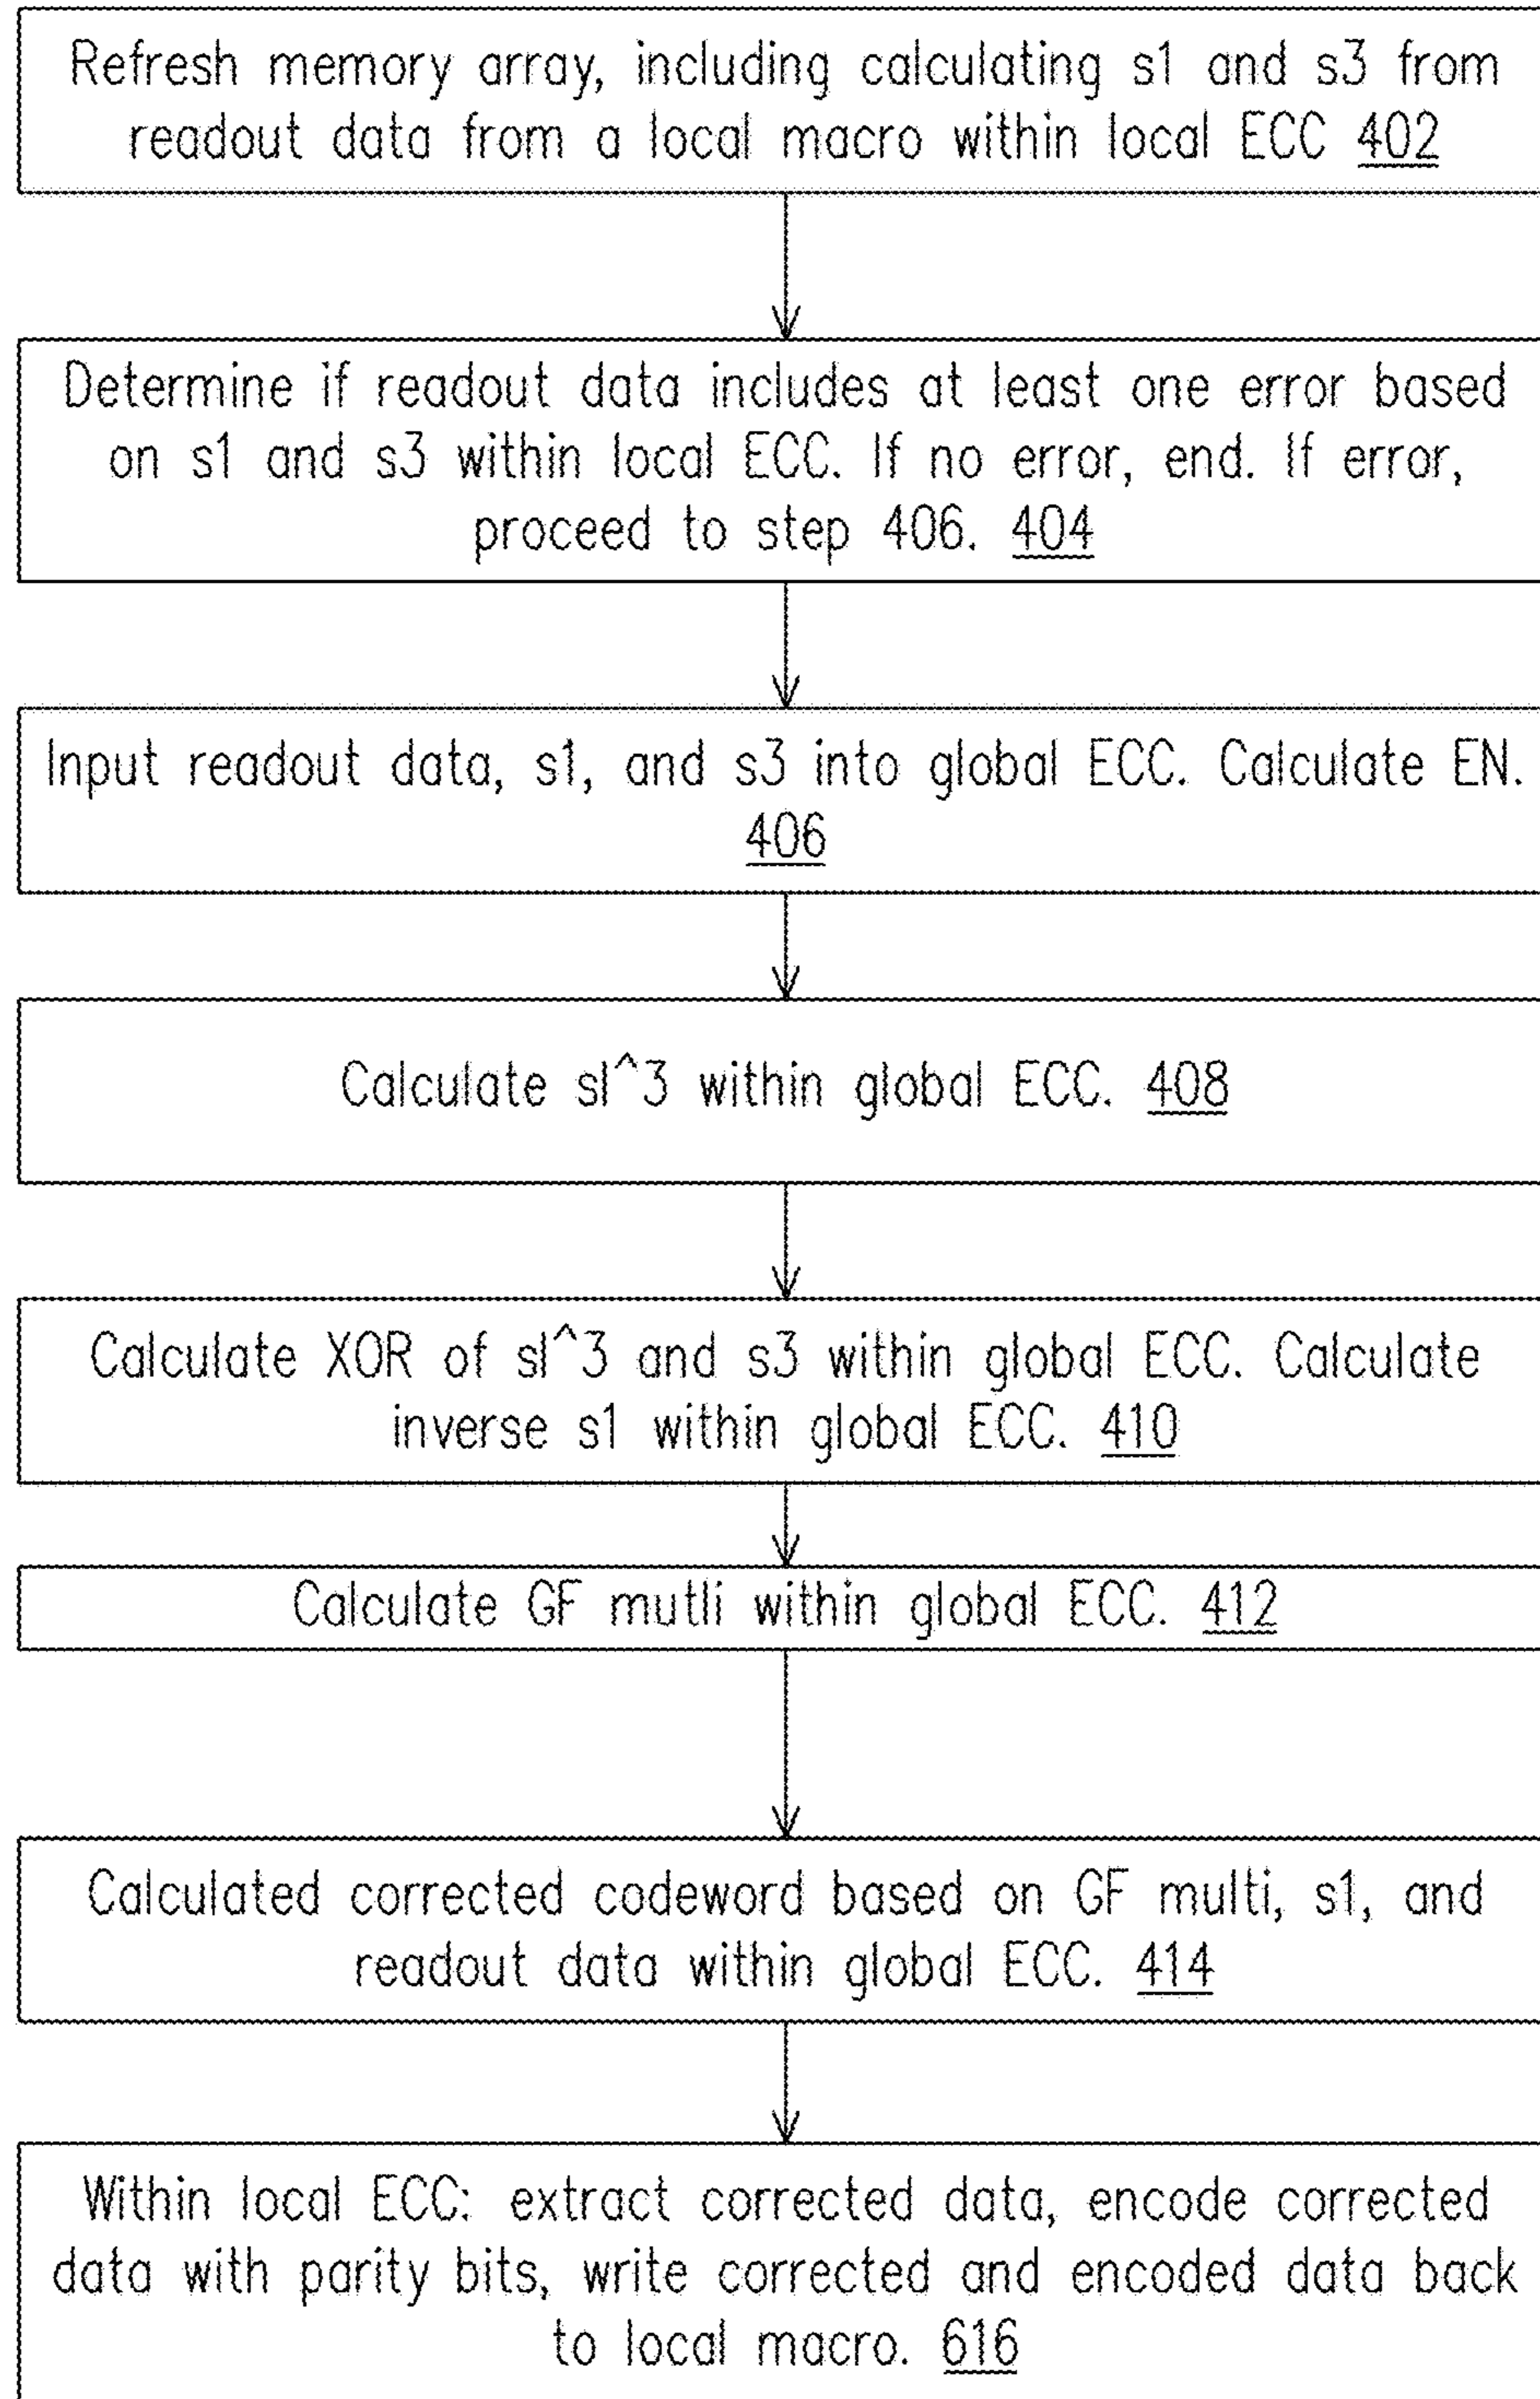 Refresh memory array, including calculating s1 and s3 from
readout data from a local macro within local ECC 402
Determine if readout data includes at least one error based
on s1 and s3 within local ECC. If no error, end. If error,
proceed to step 406. 404
Input readout data, s1, and s3 into global ECC. Calculate EN.
406
Calculate sl^3 within global ECC. 408
Calculate XOR of sl^3 and s3 within global ECC. Calculate
inverse s1 within global ECC. 410
Calculate GF mutli within global ECC. 412
Calculated corrected codeword based on GF multi, s1, and
readout data within global ECC. 414
Within local ECC: extract corrected data, encode corrected
data with parity bits, write corrected and encoded data back
to local macro. 616